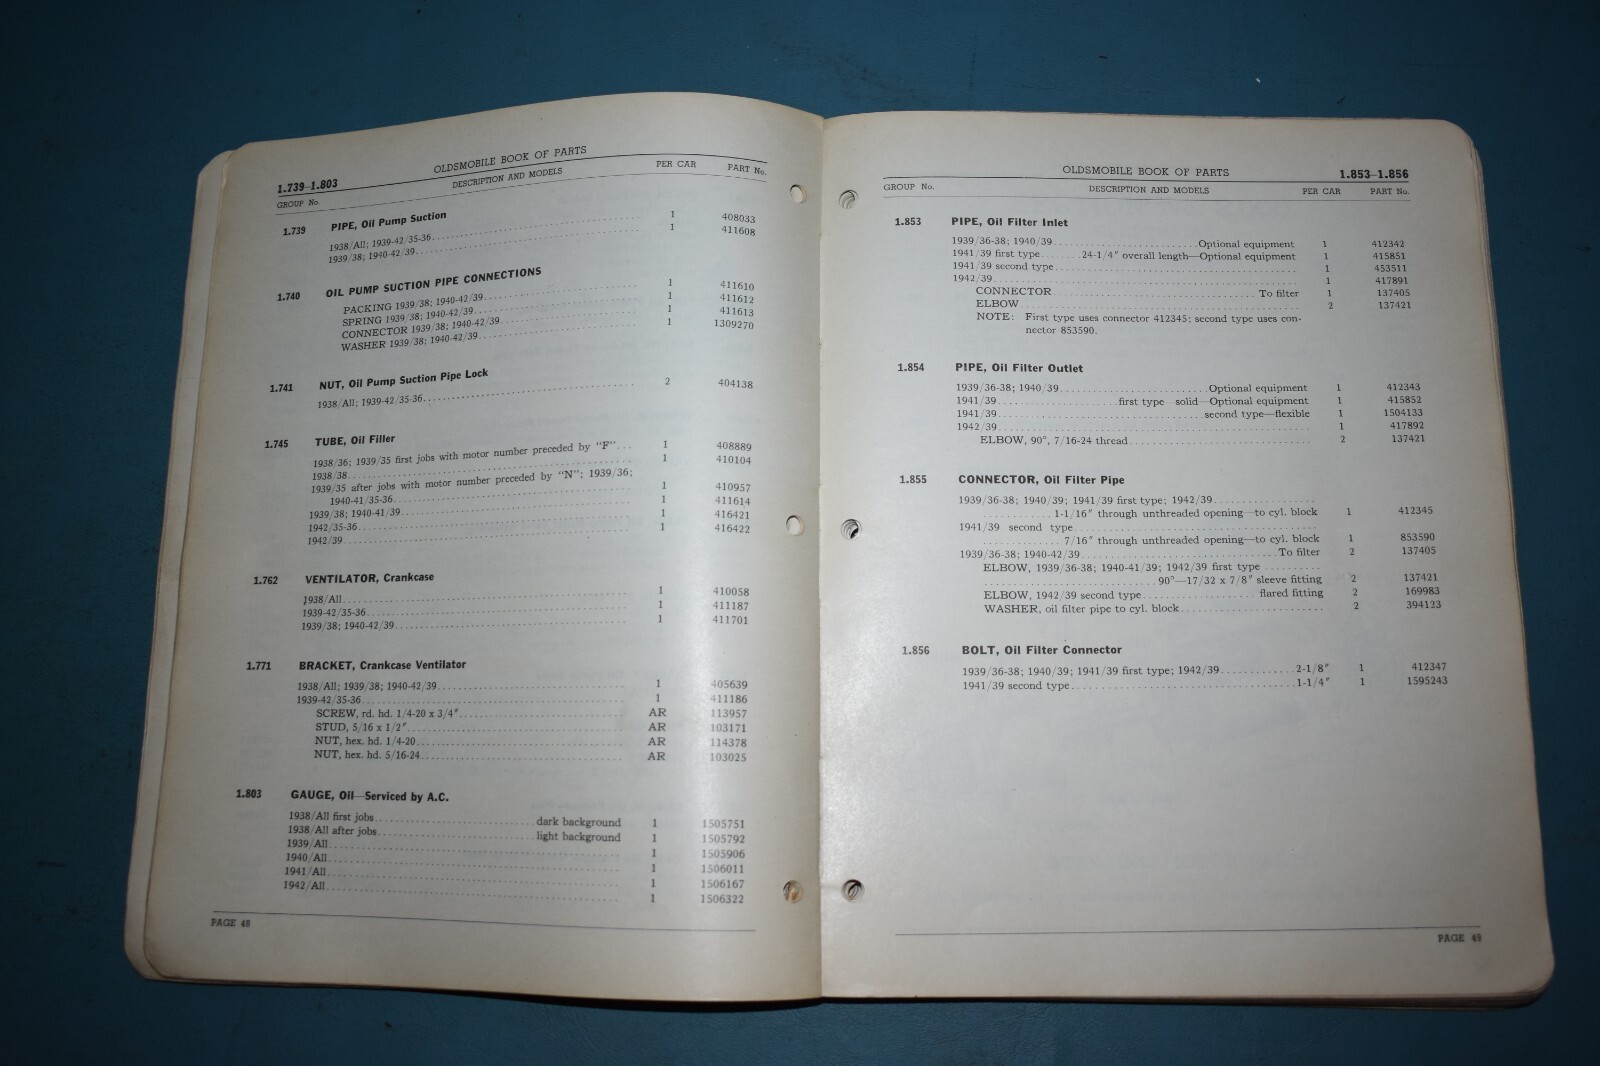 1.739-1.803 OLDSMOBILE BOOK OF PARTS
GROUP No. DESCRIPTION AND MODELS PER CAR PART No.
1.739 PIPE, Oil Pump Suction
1938/All; 1939-42/35-36 1 408033
1939/38; 1940-42/39 1 411608
1.740 OIL PUMP SUCTION PIPE CONNECTIONS
PACKING 1939/38; 1940-42/39 1 411610
SPRING 1939/38; 1940-42/39 1 411612
CONNECTOR 1939/38; 1940-42/39 1 411613
WASHER 1939/38; 1940-42/39 1 1309270
1.741 NUT, Oil Pump Suction Pipe Lock
1938/All; 1939-42/35-36 2 404138
1.745 TUBE, Oil Filler
1938/36; 1939/35 first jobs with motor number preceded by "F" 1 408889
1938/38 1 410104
1939/35 after jobs with motor number preceded by "N"; 1939/36;
1940-41/35-36 1 410957
1939/38; 1940-41/39 1 411614
1942/35-36 1 416421
1942/39 1 416422
1.762 VENTILATOR, Crankcase
1938/All 1 410058
1939-42/35-36 1 411187
1939/38; 1940-42/39 1 411701
1.771 BRACKET, Crankcase Ventilator
1938/All; 1939/38; 1940-42/39 1 405639
1939-42/35-36 1 411186
SCREW, rd. hd. 1/4-20 x 3/4" AR 113957
STUD, 5/16 x 1/2" AR 103171
NUT, hex. hd. 1/4-20 AR 114378
NUT, hex. hd. 5/16-24 AR 103025
1.803 GAUGE, Oil—Serviced by A.C.
1938/All first jobs dark background 1 1505751
1938/All after jobs light background 1 1505792
1939/All 1 1505906
1940/All 1 1506011
1941/All 1 1506167
1942/All 1 1506322
PAGE 48
OLDSMOBILE BOOK OF PARTS 1.853-1.856
GROUP No. DESCRIPTION AND MODELS PER CAR PART No.
1.853 PIPE, Oil Filter Inlet
1939/36-38; 1940/39 Optional equipment 1 412342
1941/39 first type 24-1/4" overall length—Optional equipment 1 415851
1941/39 second type 1 453511
1942/39 1 417891
CONNECTOR To filter 1 137405
ELBOW 2 137421
NOTE: First type uses connector 412345; second type uses con-
nector 853590.
1.854 PIPE, Oil Filter Outlet
1939/36-38; 1940/39 Optional equipment 1 412343
1941/39 first type—solid—Optional equipment 1 415852
1941/39 second type—flexible 1 1504133
1942/39 1 417892
ELBOW, 90°, 7/16-24 thread 2 137421
1.855 CONNECTOR, Oil Filter Pipe
1939/36-38; 1940/39; 1941/39 first type; 1942/39
1-1/16" through unthreaded opening—to cyl. block 1 412345
1941/39 second type
7/16" through unthreaded opening—to cyl. block 1 853590
1939/36-38; 1940-42/39 To filter 2 137405
ELBOW, 1939/36-38; 1940-41/39; 1942/39 first type
90°—17/32 x 7/8" sleeve fitting 2 137421
ELBOW, 1942/39 second type flared fitting 2 169983
WASHER, oil filter pipe to cyl. block 2 394123
1.856 BOLT, Oil Filter Connector
1939/36-38; 1940/39; 1941/39 first type; 1942/39 2-1/8" 1 412347
1941/39 second type 1-1/4" 1 1595243
PAGE 49